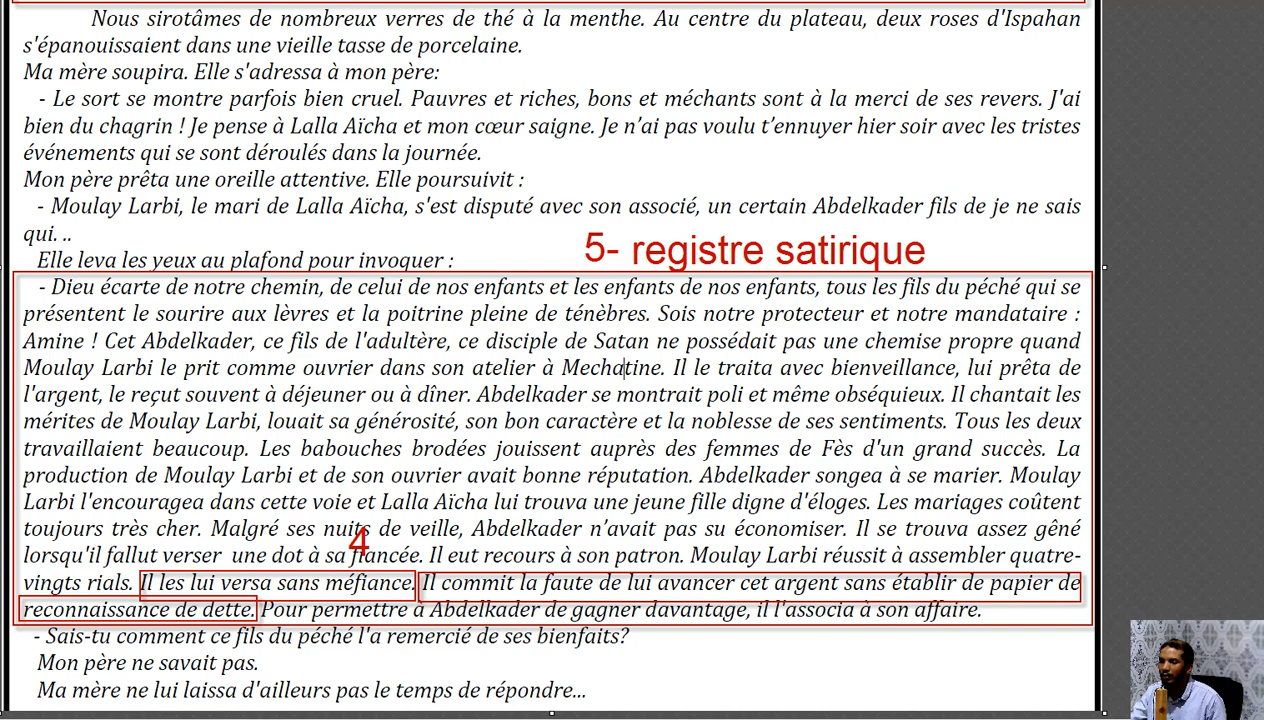 Nous sirotâmes de nombreux verres de thé à la menthe. Au centre du plateau, deux roses d'Ispahan
s'épanouissaient dans une vieille tasse de porcelaine.
Ma mère soupira. Elle s'adressa à mon père:
- Le sort se montre parfois bien cruel. Pauvres et riches, bons et méchants sont à la merci de ses revers. J'ai
bien du chagrin ! Je pense à Lalla Aïcha et mon cœur saigne. Je n’ai pas voulu t’ennuyer hier soir avec les tristes
événements qui se sont déroulés dans la journée.
Mon père prêta une oreille attentive. Elle poursuivit :
- Moulay Larbi, le mari de Lalla Aïcha, s'est disputé avec son associé, un certain Abdelkader fils de je ne sais
qui. ..
5- registre satirique
Elle leva les yeux au plafond pour invoquer :
- Dieu écarte de notre chemin, de celui de nos enfants et les enfants de nos enfants, tous les fils du péché qui se
présentent le sourire aux lèvres et la poitrine pleine de ténèbres. Sois notre protecteur et notre mandataire :
Amine ! Cet Abdelkader, ce fils de l'adultère, ce disciple de Satan ne possédait pas une chemise propre quand
Moulay Larbi le prit comme ouvrier dans son atelier à Mechatine. Il le traita avec bienveillance, lui prêta de
l'argent, le reçut souvent à déjeuner ou à dîner. Abdelkader se montrait poli et même obséquieux. Il chantait les
mérites de Moulay Larbi, louait sa générosité, son bon caractère et la noblesse de ses sentiments. Tous les deux
travaillaient beaucoup. Les babouches brodées jouissent auprès des femmes de Fès d'un grand succès. La
production de Moulay Larbi et de son ouvrier avait bonne réputation. Abdelkader songea à se marier. Moulay
Larbi l'encouragea dans cette voie et Lalla Aïcha lui trouva une jeune fille digne d'éloges. Les mariages coûtent
toujours très cher. Malgré ses nuits de veille, Abdelkader n’avait pas su économiser. Il se trouva assez gêné
4
lorsqu'il fallut verser une dot à sa fiancée. Il eut recours à son patron. Moulay Larbi réussit à assembler quatre-
vingts rials. Il les lui versa sans méfiance. Il commit la faute de lui avancer cet argent sans établir de papier de
reconnaissance de dette. Pour permettre à Abdelkader de gagner davantage, il l'associa à son affaire.
- Sais-tu comment ce fils du péché l'a remercié de ses bienfaits?
Mon père ne savait pas.
Ma mère ne lui laissa d'ailleurs pas le temps de répondre...